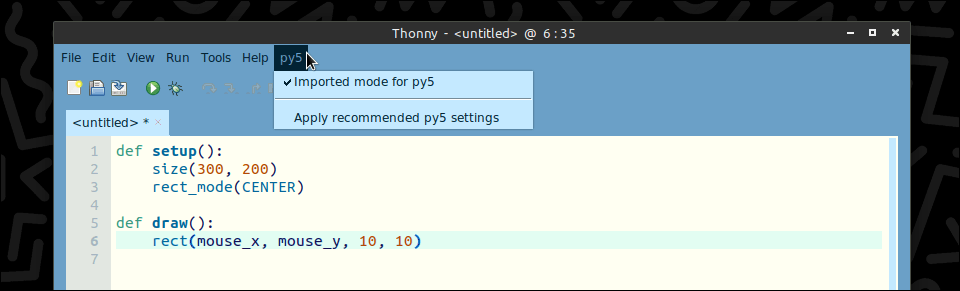 Thonny - <untitled> @ 6:35
File Edit View Run Tools Help py5
Imported mode for py5
Apply recommended py5 settings
<untitled> *
1 def setup():
2     size(300, 200)
3     rect_mode(CENTER)
4
5 def draw():
6     rect(mouse_x, mouse_y, 10, 10)
7